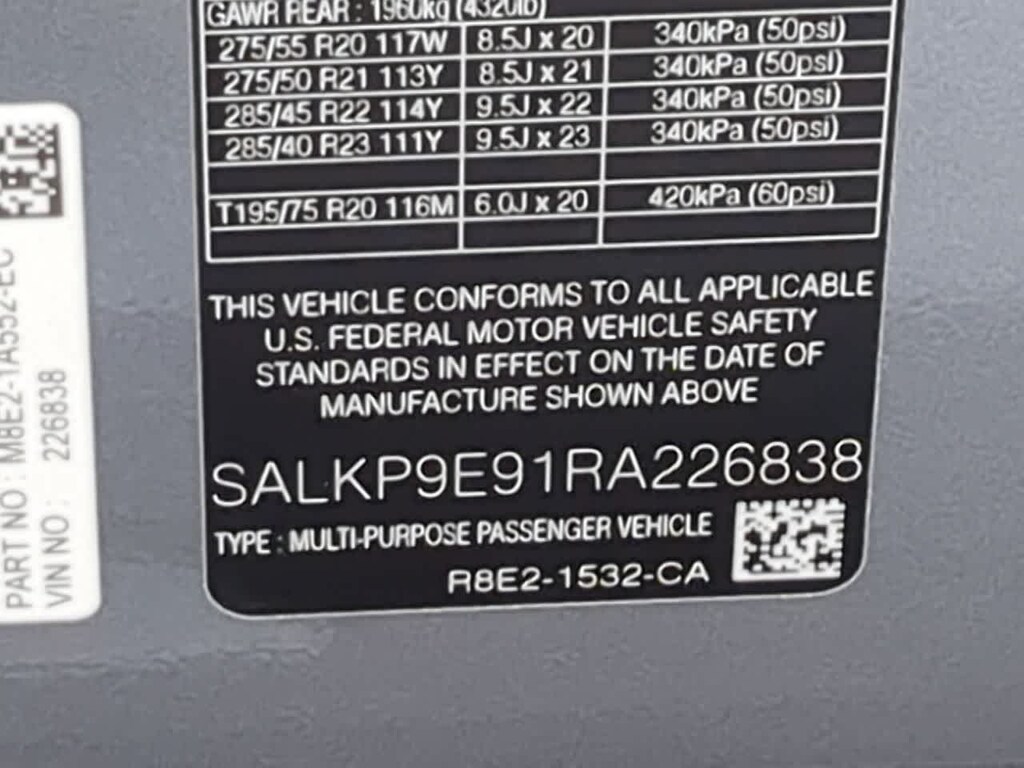 GAWR REAR : 1960kg (4320lb)
275/55 R20 117W 8.5J x 20 340kPa (50psi)
275/50 R21 113Y 8.5J x 21 340kPa (50psi)
285/45 R22 114Y 9.5J x 22 340kPa (50psi)
285/40 R23 111Y 9.5J x 23 340kPa (50psi)
T195/75 R20 116M 6.0J x 20 420kPa (60psi)
THIS VEHICLE CONFORMS TO ALL APPLICABLE
U.S. FEDERAL MOTOR VEHICLE SAFETY
STANDARDS IN EFFECT ON THE DATE OF
MANUFACTURE SHOWN ABOVE
SALKP9E91RA226838
TYPE : MULTI-PURPOSE PASSENGER VEHICLE
R8E2-1532-CA
PART NO : M8E2-1A552-EC
VIN NO : 226838